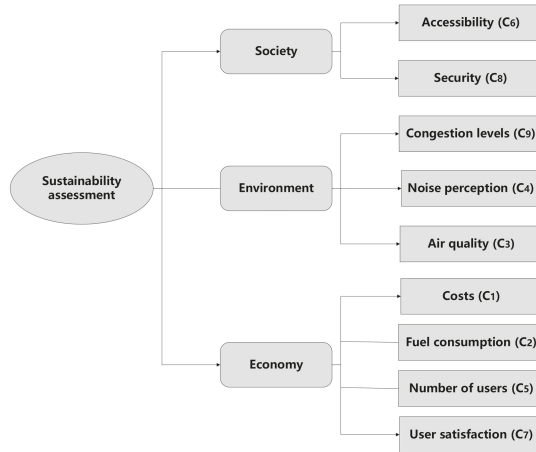 Accessibility (C6)
Society
Security (C8)
Congestion levels (C9)
Sustainability
assessment
Environment
Noise perception (C4)
Air quality (C3)
Costs (C1)
Fuel consumption (C2)
Economy
Number of users (C5)
User satisfaction (C7)